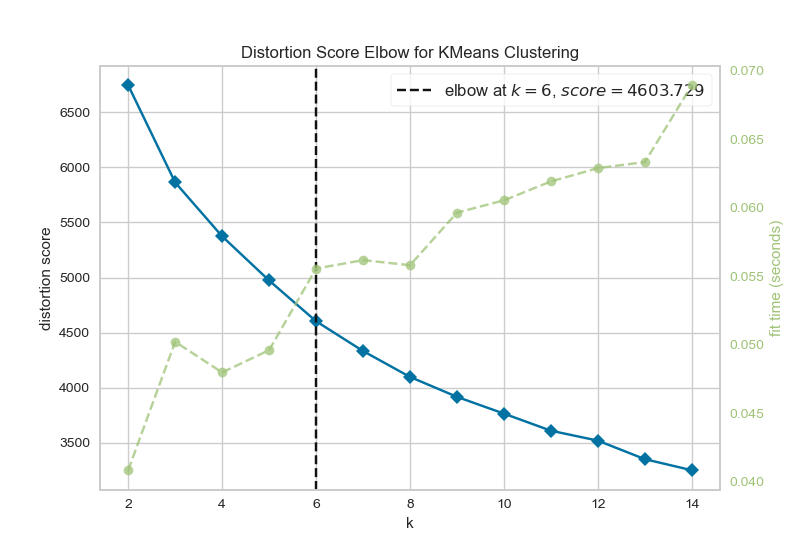 Distortion Score Elbow for KMeans Clustering
elbow at k = 6, score = 4603.729
distortion score
6500
6000
5500
5000
4500
4000
3500
2 4 6 8 10 12 14
k
0.070
0.065
0.060
0.055
0.050
0.045
0.040
fit time (seconds)